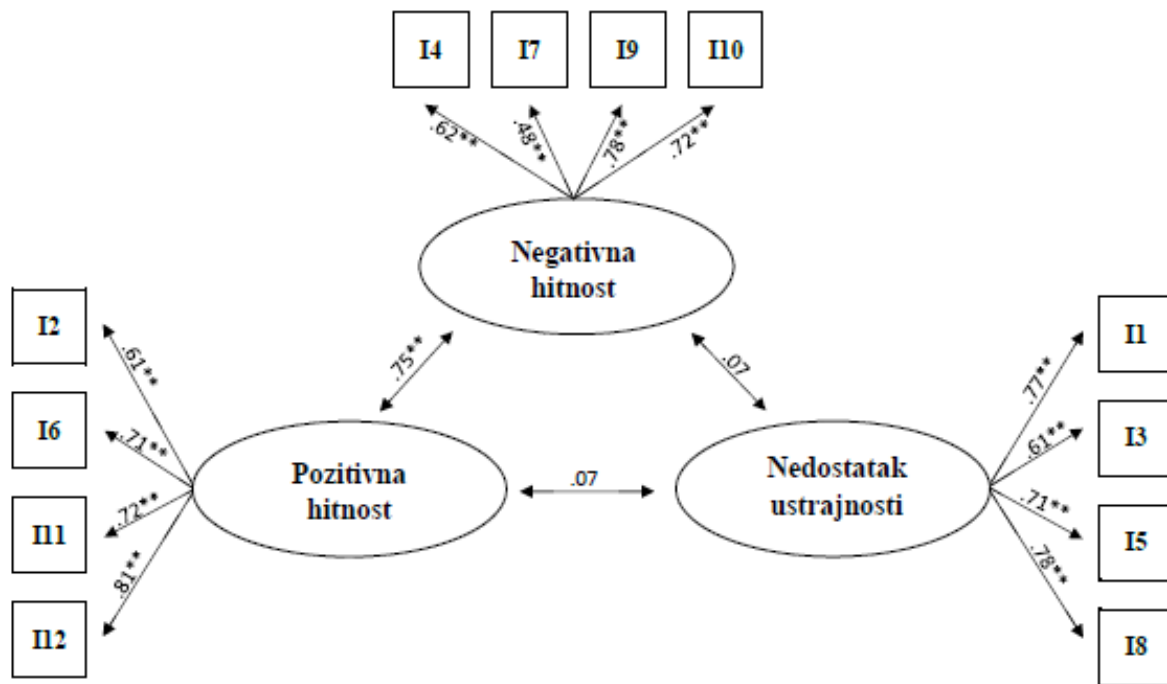 I4
I7
I9
I10
.62**
.48**
.78**
.72**
Negativna
hitnost
I2
I6
I11
I12
.61**
.71**
.72**
.81**
.75**
.07
Pozitivna
hitnost
.07
Nedostatak
ustrajnosti
.77**
.61**
.71**
.78**
I1
I3
I5
I8